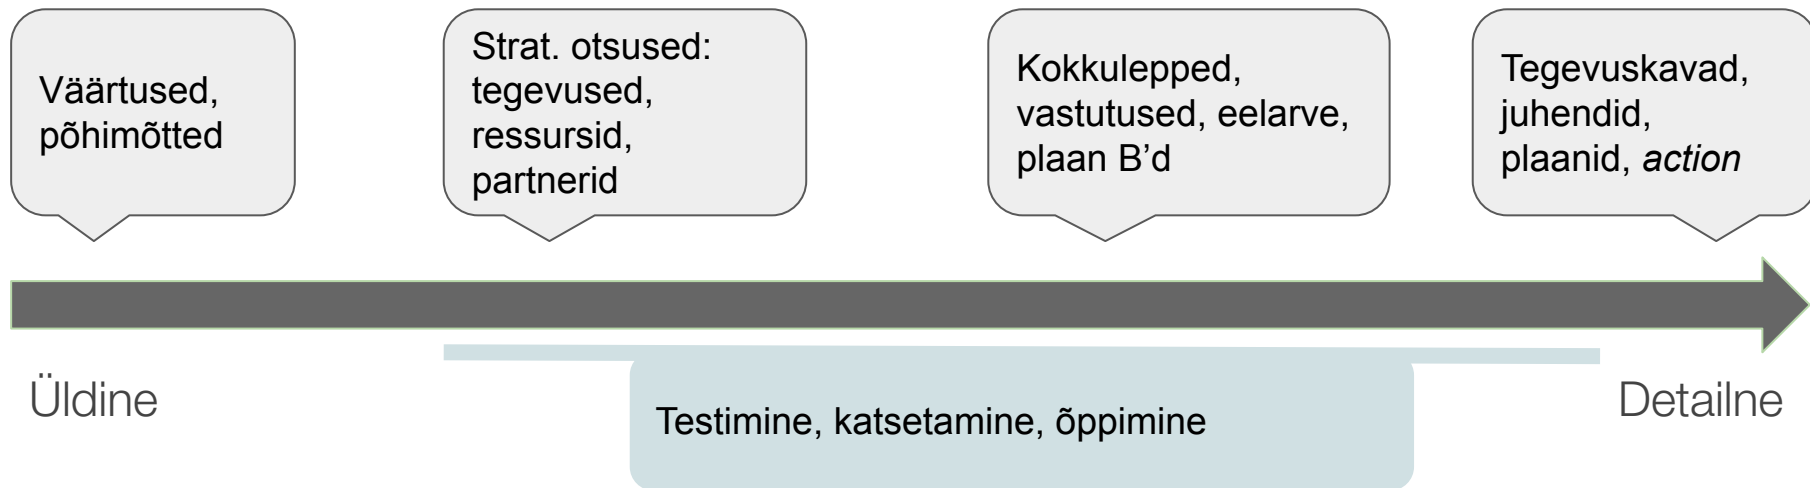 Väärtused,
põhimõtted
Strat. otsused:
tegevused,
ressursid,
partnerid
Kokkulepped,
vastutused, eelarve,
plaan B’d
Tegevuskavad,
juhendid,
plaanid, action
Üldine
Testimine, katsetamine, õppimine
Detailne